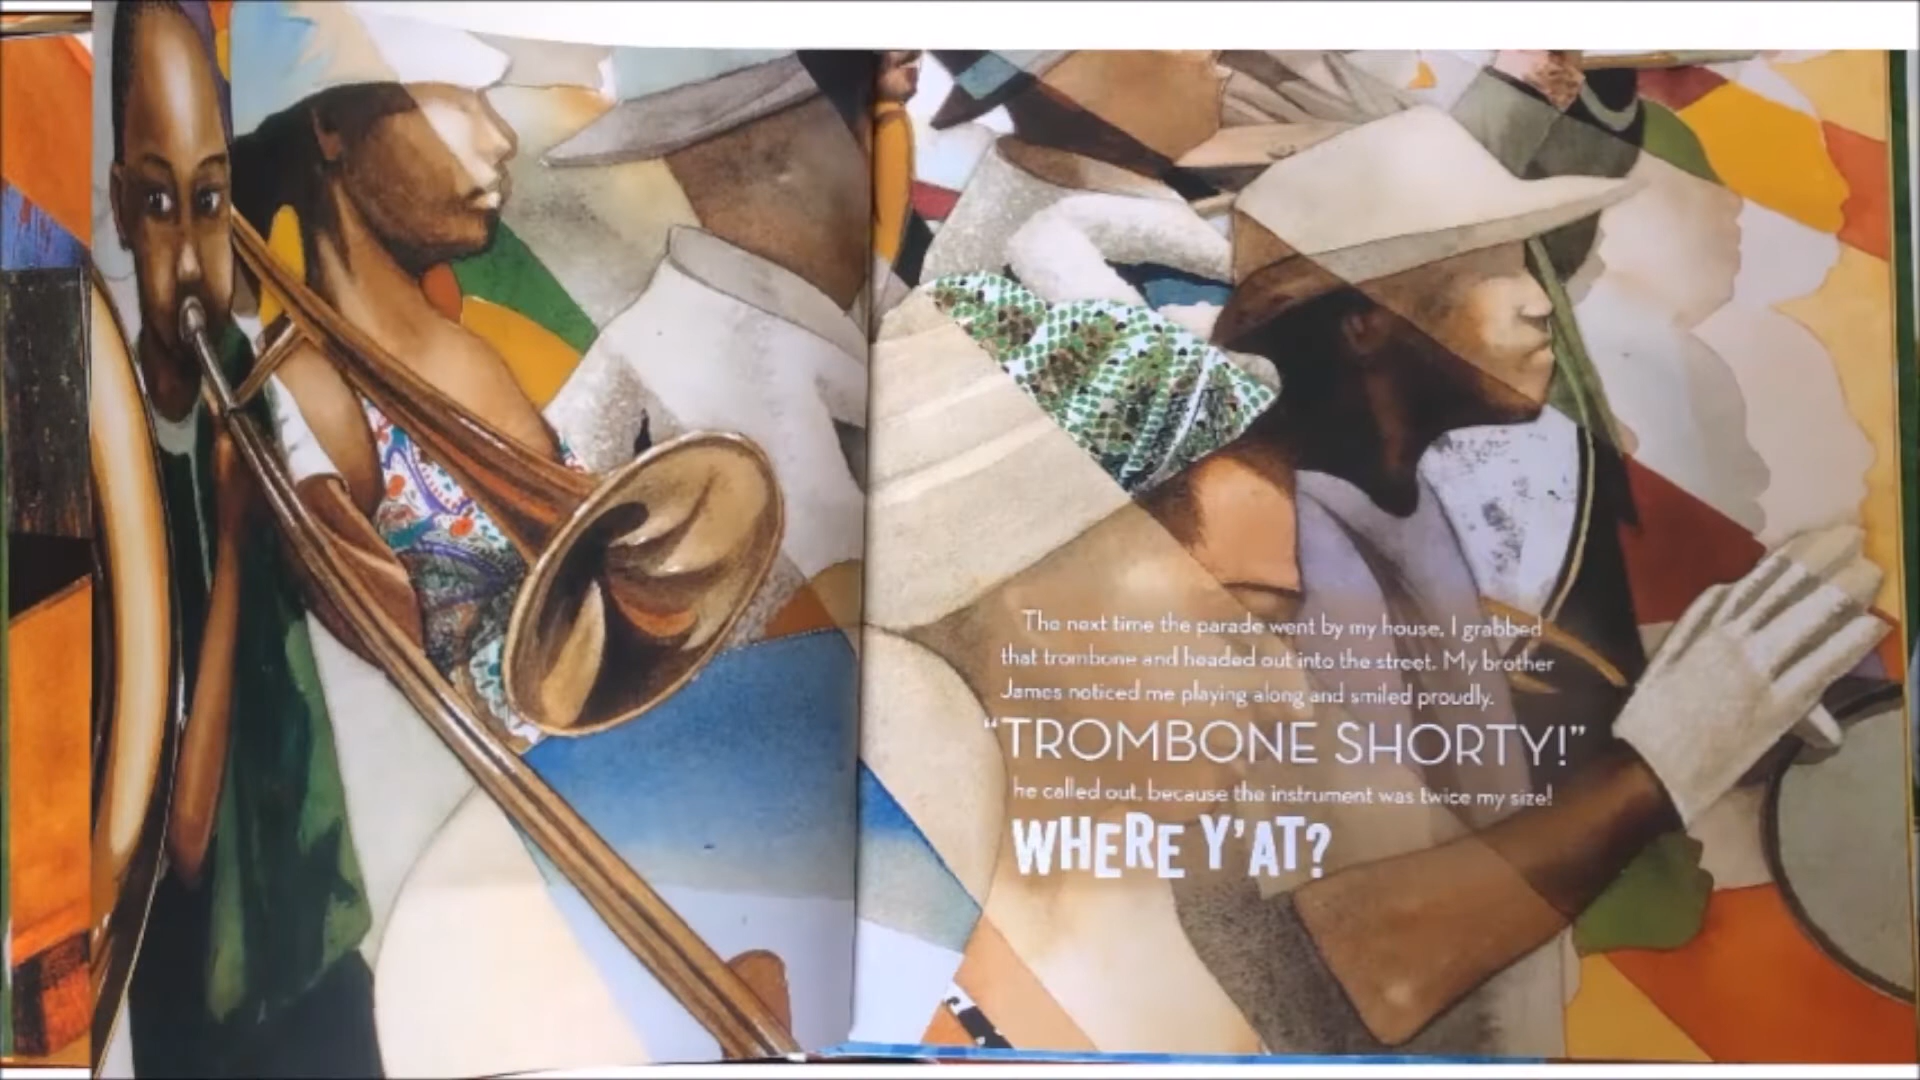 The next time the parade went by my house, I grabbed
that trombone and headed out into the street. My brother
James noticed me playing along and smiled proudly.
“TROMBONE SHORTY!”
he called out, because the instrument was twice my size!
WHERE Y’AT?